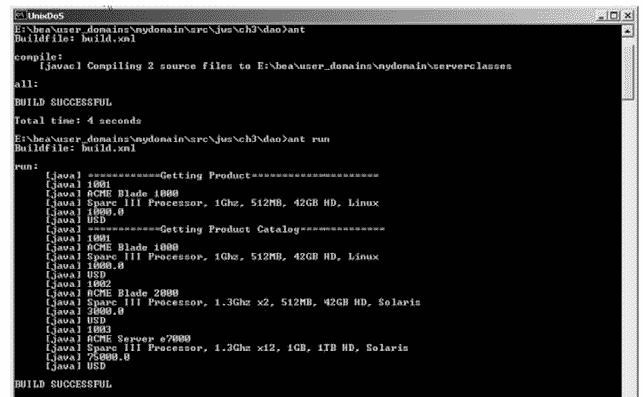 UnixDoS
E:\bea\user_domains\mydomain\src\jws\ch3\dao>ant
Buildfile: build.xml
compile:
[javac] Compiling 2 source files to E:\bea\user_domains\mydomain\serverclasses
all:
BUILD SUCCESSFUL
Total time: 4 seconds
E:\bea\user_domains\mydomain\src\jws\ch3\dao>ant run
Buildfile: build.xml
run:
[java] ============Getting Product=====================
[java] 1001
[java] ACME Blade 1000
[java] Sparc III Processor, 1Ghz, 512MB, 42GB HD, Linux
[java] 1000.0
[java] USD
[java] ============Getting Product Catalog==============
[java] 1001
[java] ACME Blade 1000
[java] Sparc III Processor, 1Ghz, 512MB, 42GB HD, Linux
[java] 1000.0
[java] USD
[java] 1002
[java] ACME Blade 2000
[java] Sparc III Processor, 1.3Ghz x2, 512MB, 42GB HD, Solaris
[java] 3000.0
[java] USD
[java] 1003
[java] ACME Server e7000
[java] Sparc III Processor, 1.3Ghz x12, 1GB, 1TB HD, Solaris
[java] 75000.0
[java] USD
BUILD SUCCESSFUL